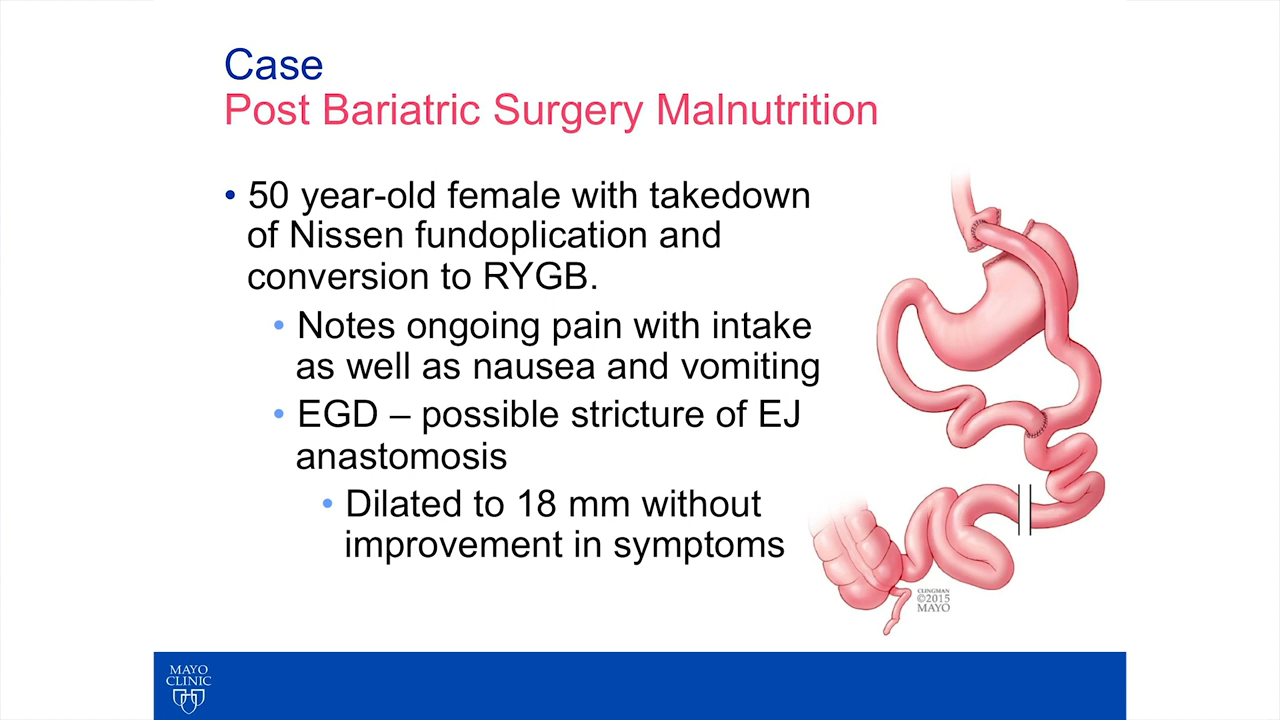 Case
Post Bariatric Surgery Malnutrition
• 50 year-old female with takedown
of Nissen fundoplication and
conversion to RYGB.
• Notes ongoing pain with intake
as well as nausea and vomiting
• EGD – possible stricture of EJ
anastomosis
• Dilated to 18 mm without
improvement in symptoms
CLINGMAN
©2015
MAYO
MAYO
CLINIC